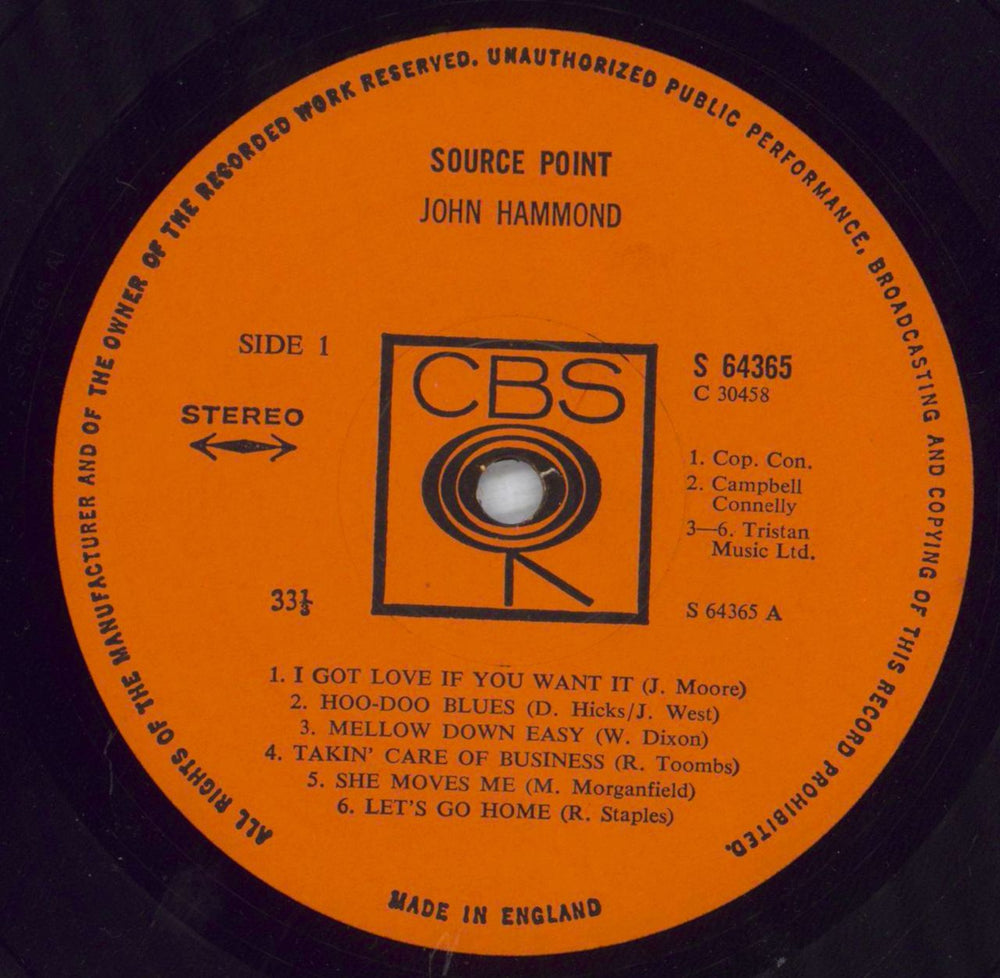 ALL RIGHTS OF THE MANUFACTURER AND OF THE OWNER OF THE RECORDED WORK RESERVED. UNAUTHORIZED PUBLIC PERFORMANCE, BROADCASTING AND COPYING OF THIS RECORD PROHIBITED.
SOURCE POINT
JOHN HAMMOND
SIDE 1
STEREO
CBS
S 64365
C 30458
1. Cop. Con.
2. Campbell
Connelly
3—6. Tristan
Music Ltd.
33⅓
S 64365 A
1. I GOT LOVE IF YOU WANT IT (J. Moore)
2. HOO-DOO BLUES (D. Hicks/J. West)
3. MELLOW DOWN EASY (W. Dixon)
4. TAKIN' CARE OF BUSINESS (R. Toombs)
5. SHE MOVES ME (M. Morganfield)
6. LET'S GO HOME (R. Staples)
MADE IN ENGLAND